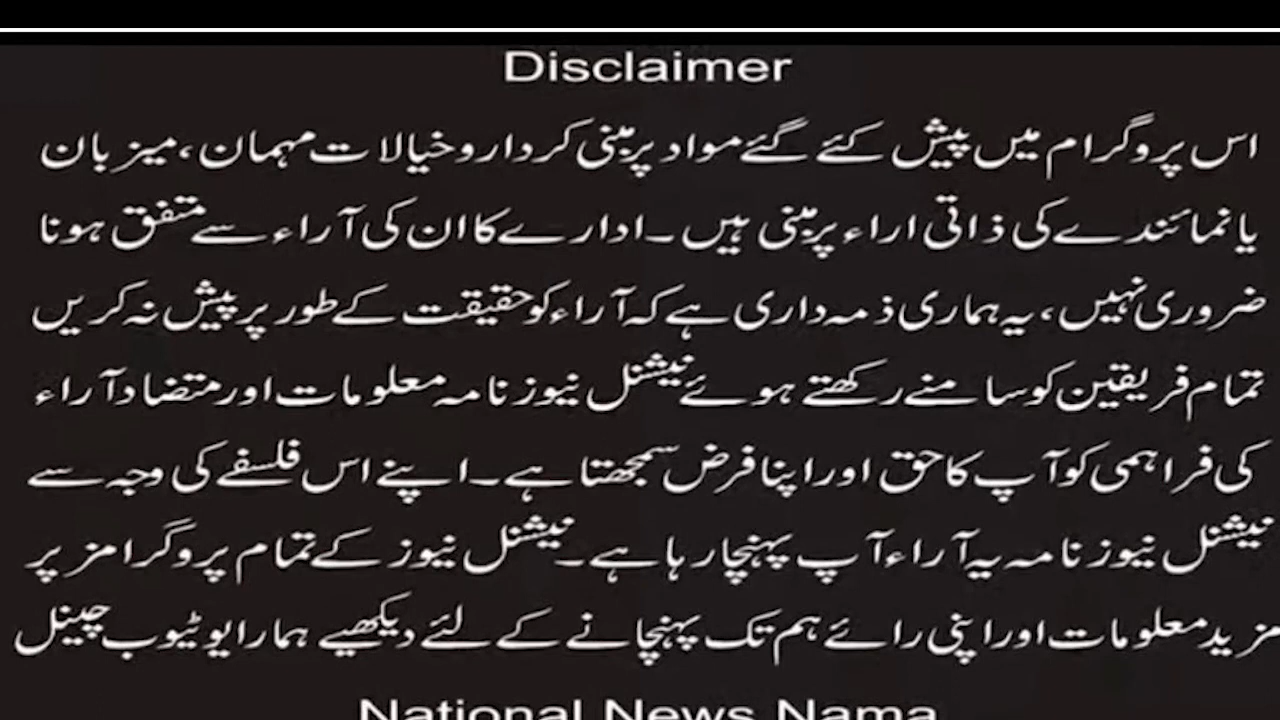 Disclaimer
اس پروگرام میں پیش کئے گئے مواد پر مبنی کردار و خیالات مہمان، میزبان
یا نمائندے کی ذاتی اراء پر مبنی ہیں۔ ادارے کا ان کی آراء سے متفق ہونا
ضروری نہیں، یہ ہماری ذمہ داری ہے کہ آراء کو حقیقت کے طور پر پیش نہ کریں
تمام فریقین کو سامنے رکھتے ہوئے نیشنل نیوز نامہ معلومات اور متضاد آراء
کی فراہمی کو آپ کا حق اور اپنا فرض سمجھتا ہے۔ اپنے اس فلسفے کی وجہ سے
نیشنل نیوز نامہ یہ آراء آپ پہنچا رہا ہے۔ نیشنل نیوز کے تمام پروگرامز پر
مزید معلومات اور اپنی رائے ہم تک پہنچانے کے لئے دیکھیے ہمارا یوٹیوب چینل
National News Nama